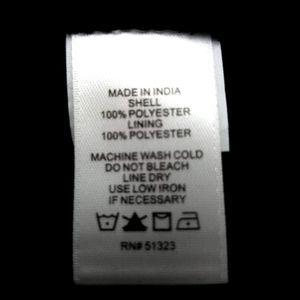 MADE IN INDIA
SHELL
100% POLYESTER
LINING
100% POLYESTER
MACHINE WASH COLD
DO NOT BLEACH
LINE DRY
USE LOW IRON
IF NECESSARY
RN# 51323